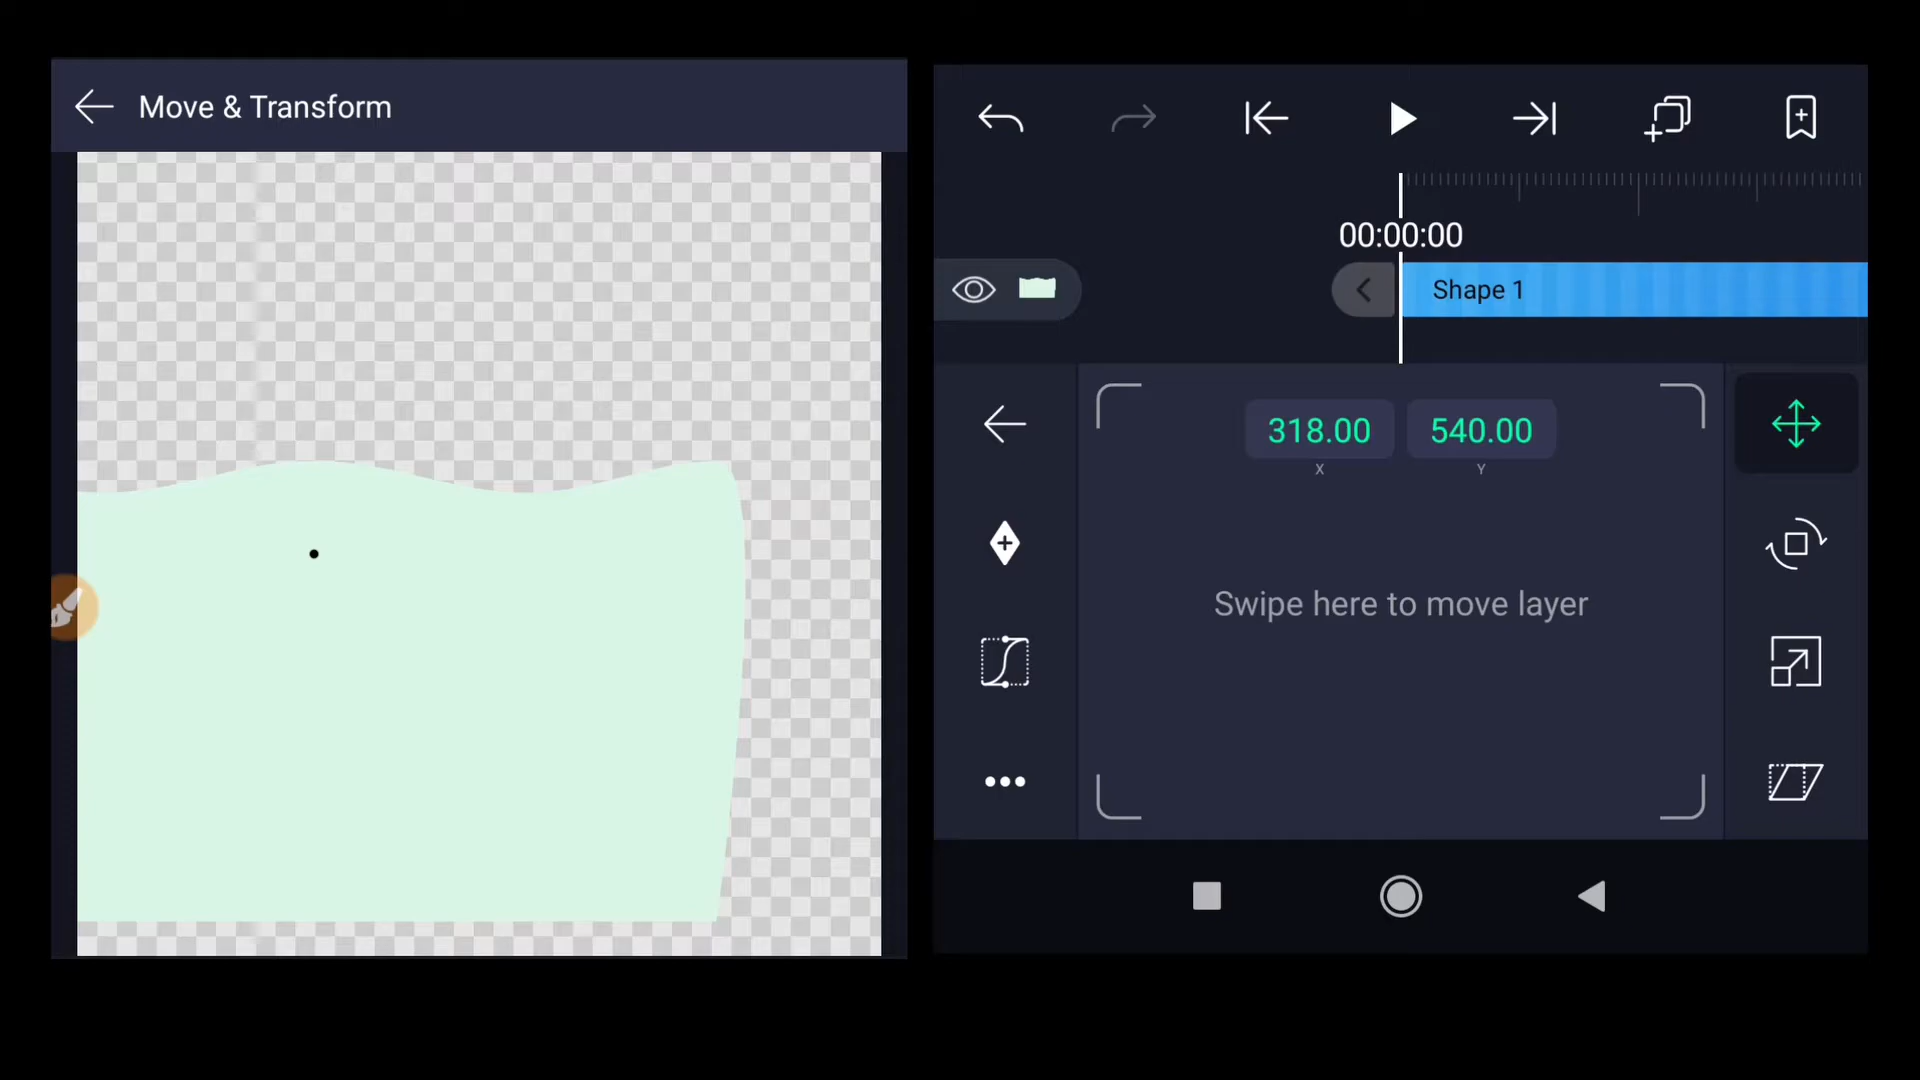 Move & Transform
00:00:00
Shape 1
318.00 540.00
X Y
Swipe here to move layer